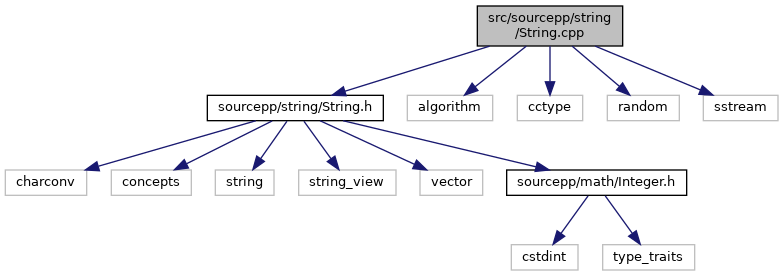 src/sourcepp/string
/String.cpp
sourcepp/string/String.h
algorithm
cctype
random
sstream
charconv
concepts
string
string_view
vector
sourcepp/math/Integer.h
cstdint
type_traits